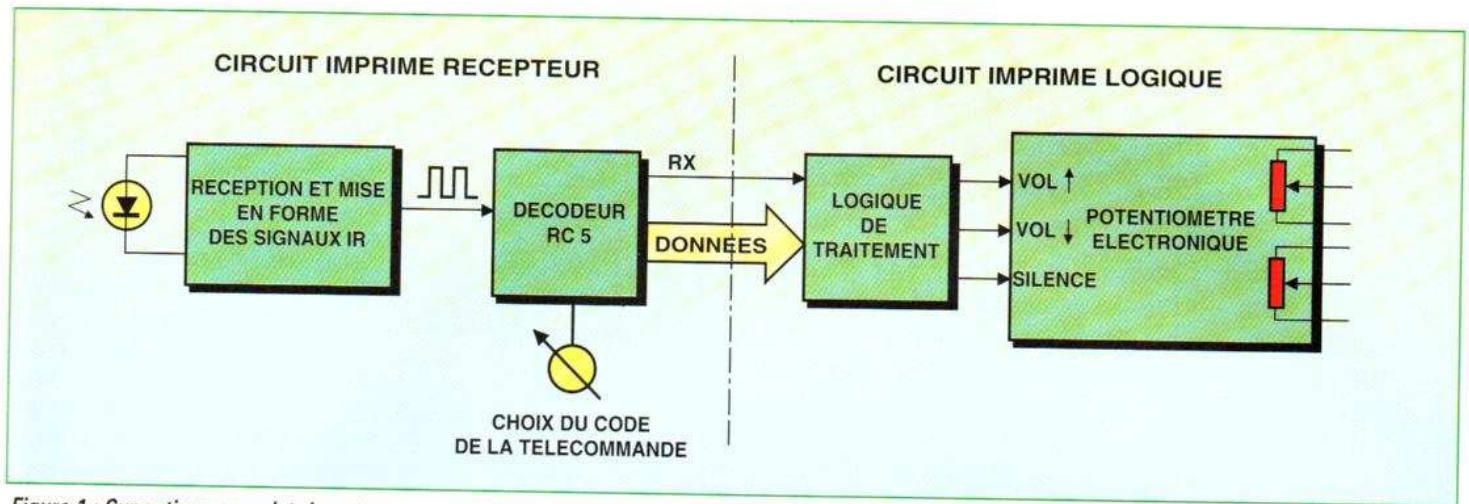 CIRCUIT IMPRIME RECEPTEUR
CIRCUIT IMPRIME LOGIQUE
RECEPTION ET MISE
EN FORME
DES SIGNAUX IR
DECODEUR
RC 5
RX
DONNÉES
LOGIQUE
DE
TRAITEMENT
VOL ↑
VOL ↓
SILENCE
POTENTIOMETRE
ELECTRONIQUE
CHOIX DU CODE
DE LA TELECOMMANDE